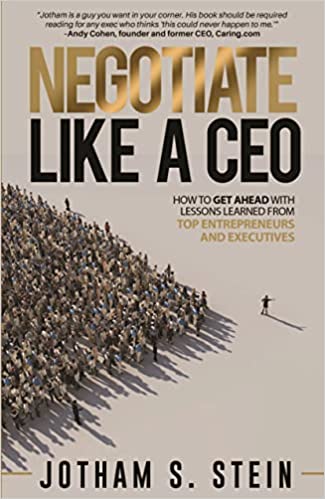 "Jotham is a guy you want in your corner. His book should be required
reading for any exec who thinks 'this could never happen to me.'"
-Andy Cohen, founder and former CEO, Caring.com
NEGOTIATE
LIKE A CEO
HOW TO GET AHEAD WITH
LESSONS LEARNED FROM
TOP ENTREPRENEURS
AND EXECUTIVES
JOTHAM S. STEIN